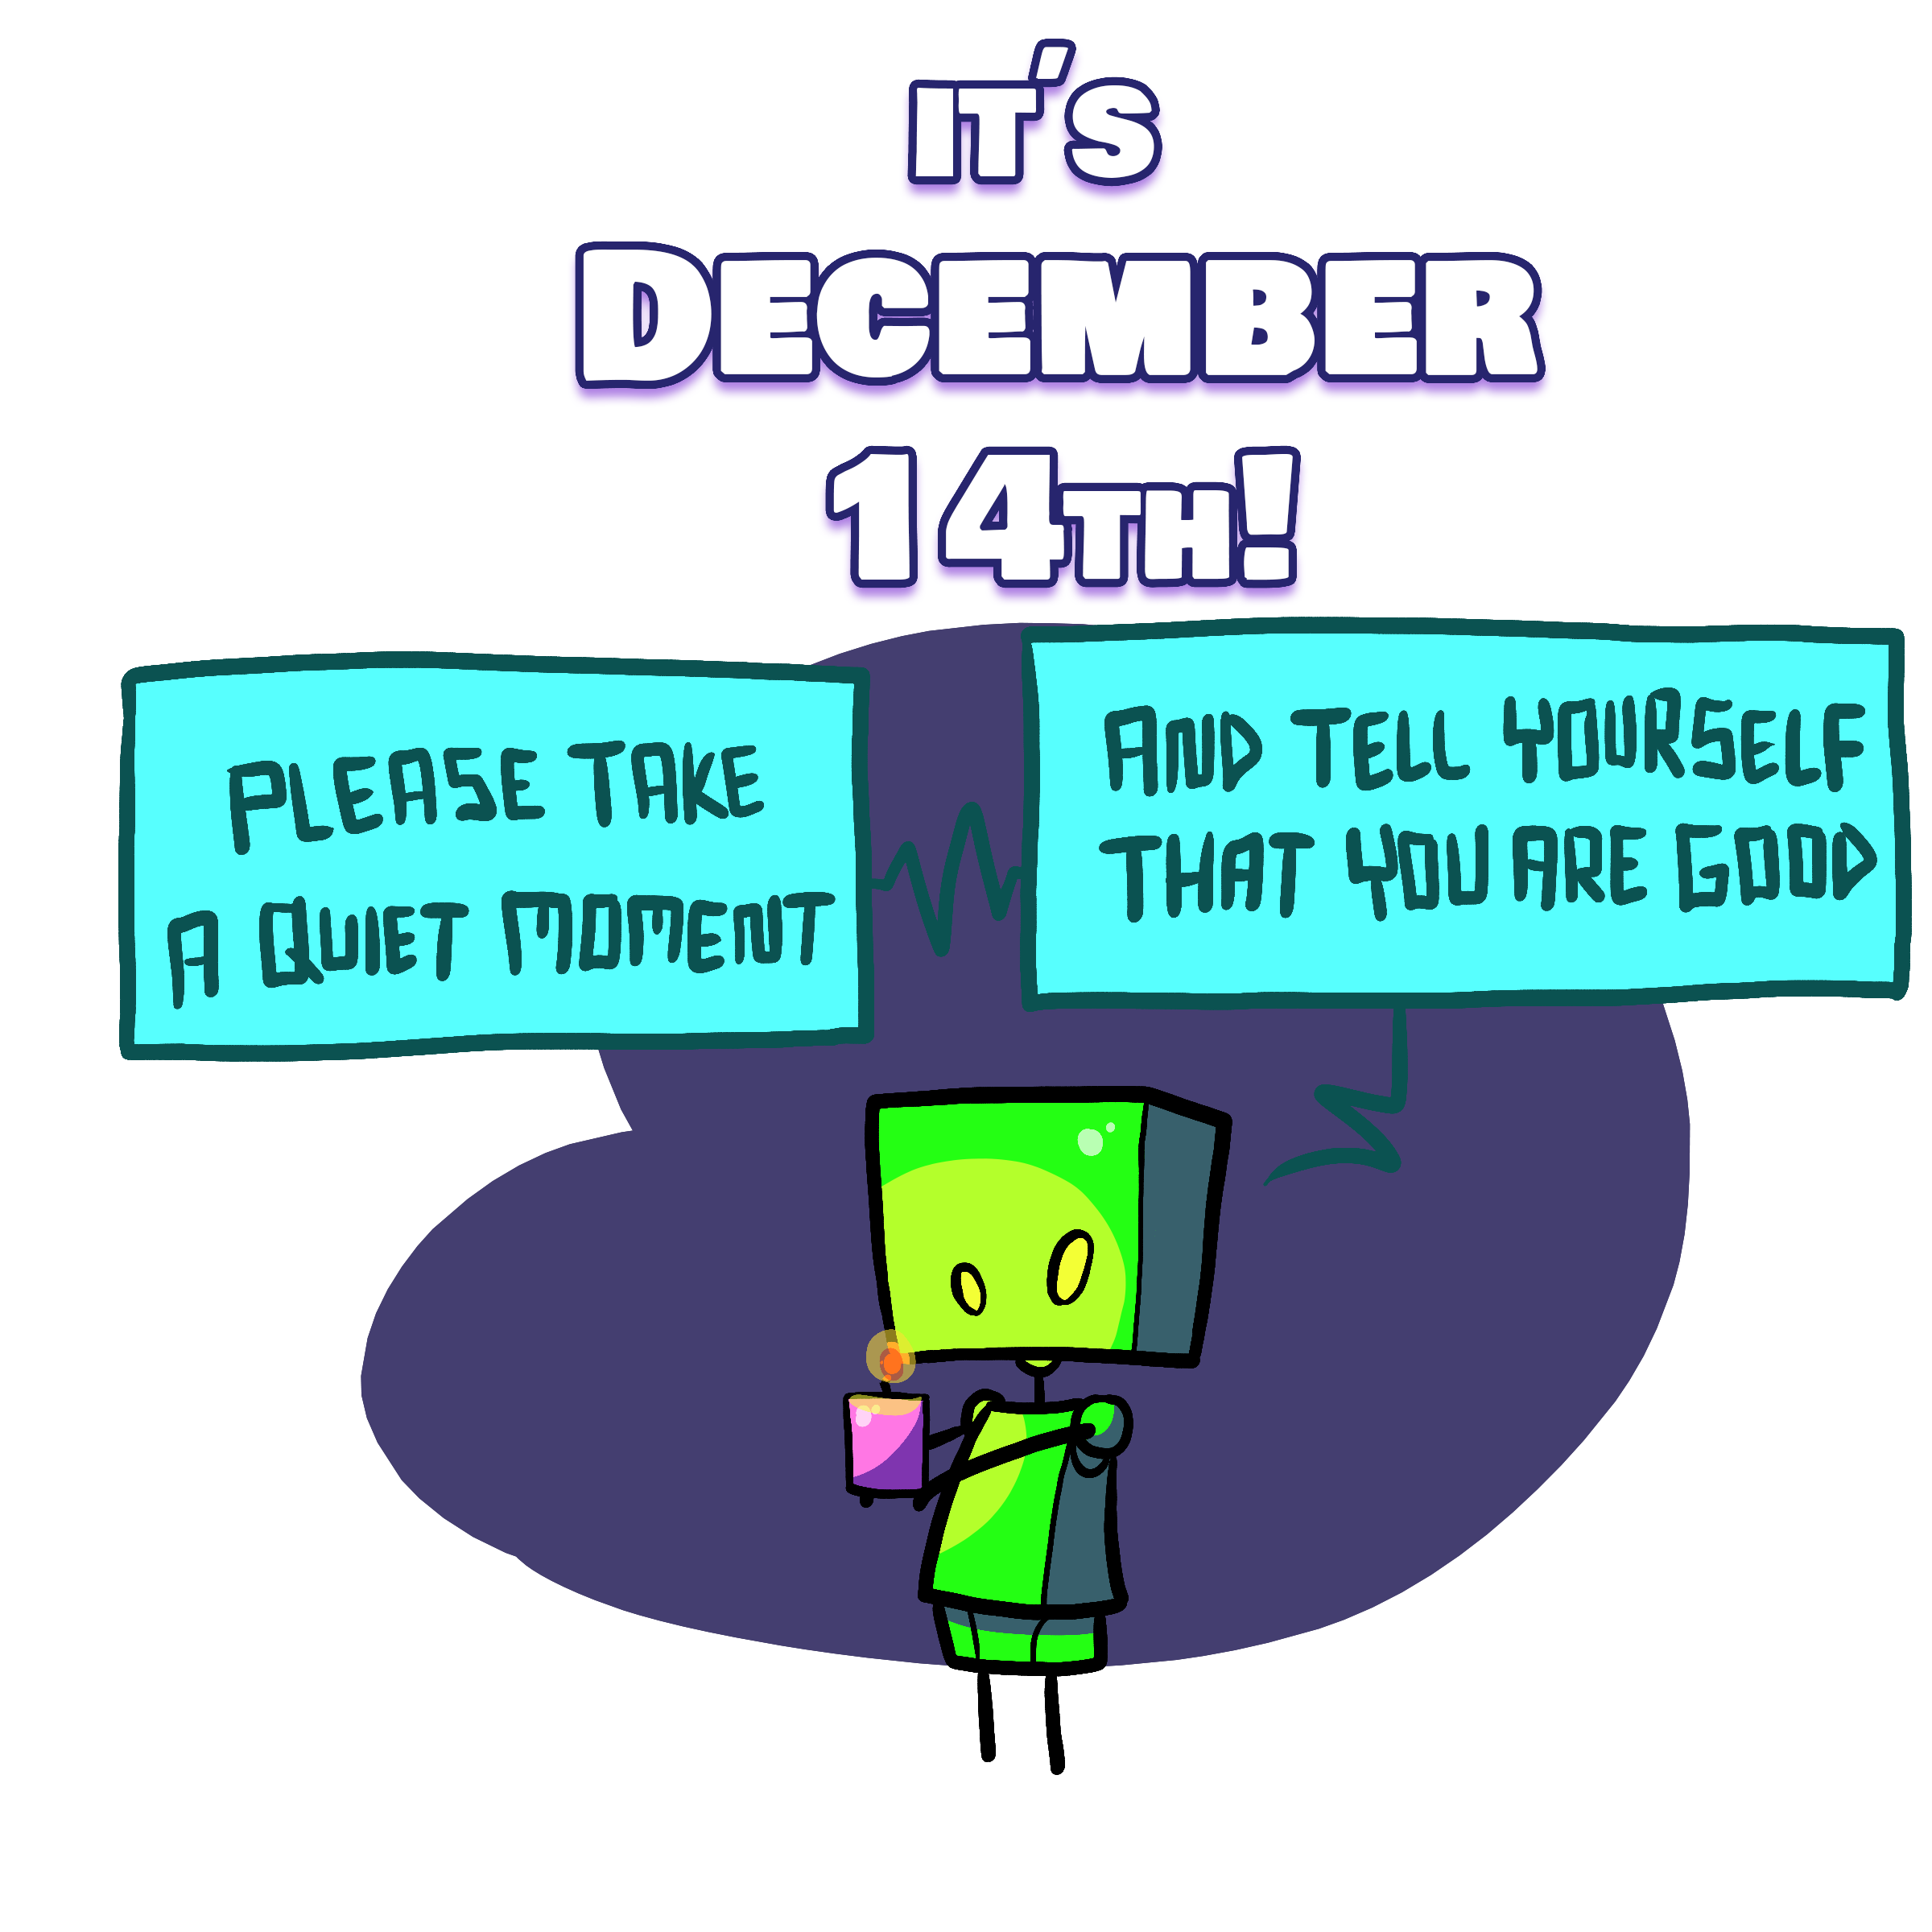 IT'S
DECEMBER
14TH!
PLEASE TAKE
A QUIET MOMENT
AND TELL YOURSELF
THAT YOU ARE GOOD